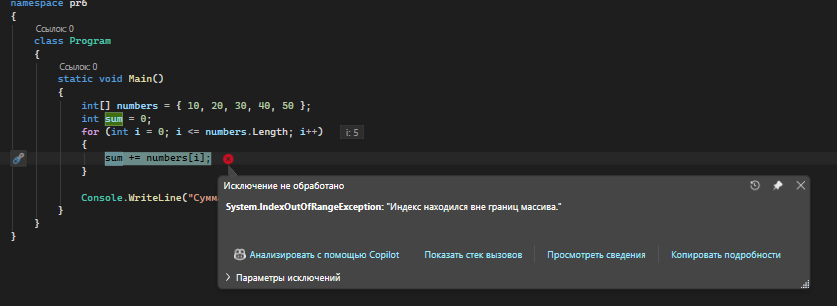 namespace pr6
{
Ссылок: 0
class Program
{
Ссылок: 0
static void Main()
{
int[] numbers = { 10, 20, 30, 40, 50 };
int sum = 0;
for (int i = 0; i <= numbers.Length; i++) i: 5
{
sum += numbers[i];
}
Console.WriteLine("Сумм
}
}
}
Исключение не обработано
System.IndexOutOfRangeException: "Индекс находился вне границ массива."
Анализировать с помощью Copilot Показать стек вызовов Просмотреть сведения Копировать подробности
Параметры исключений